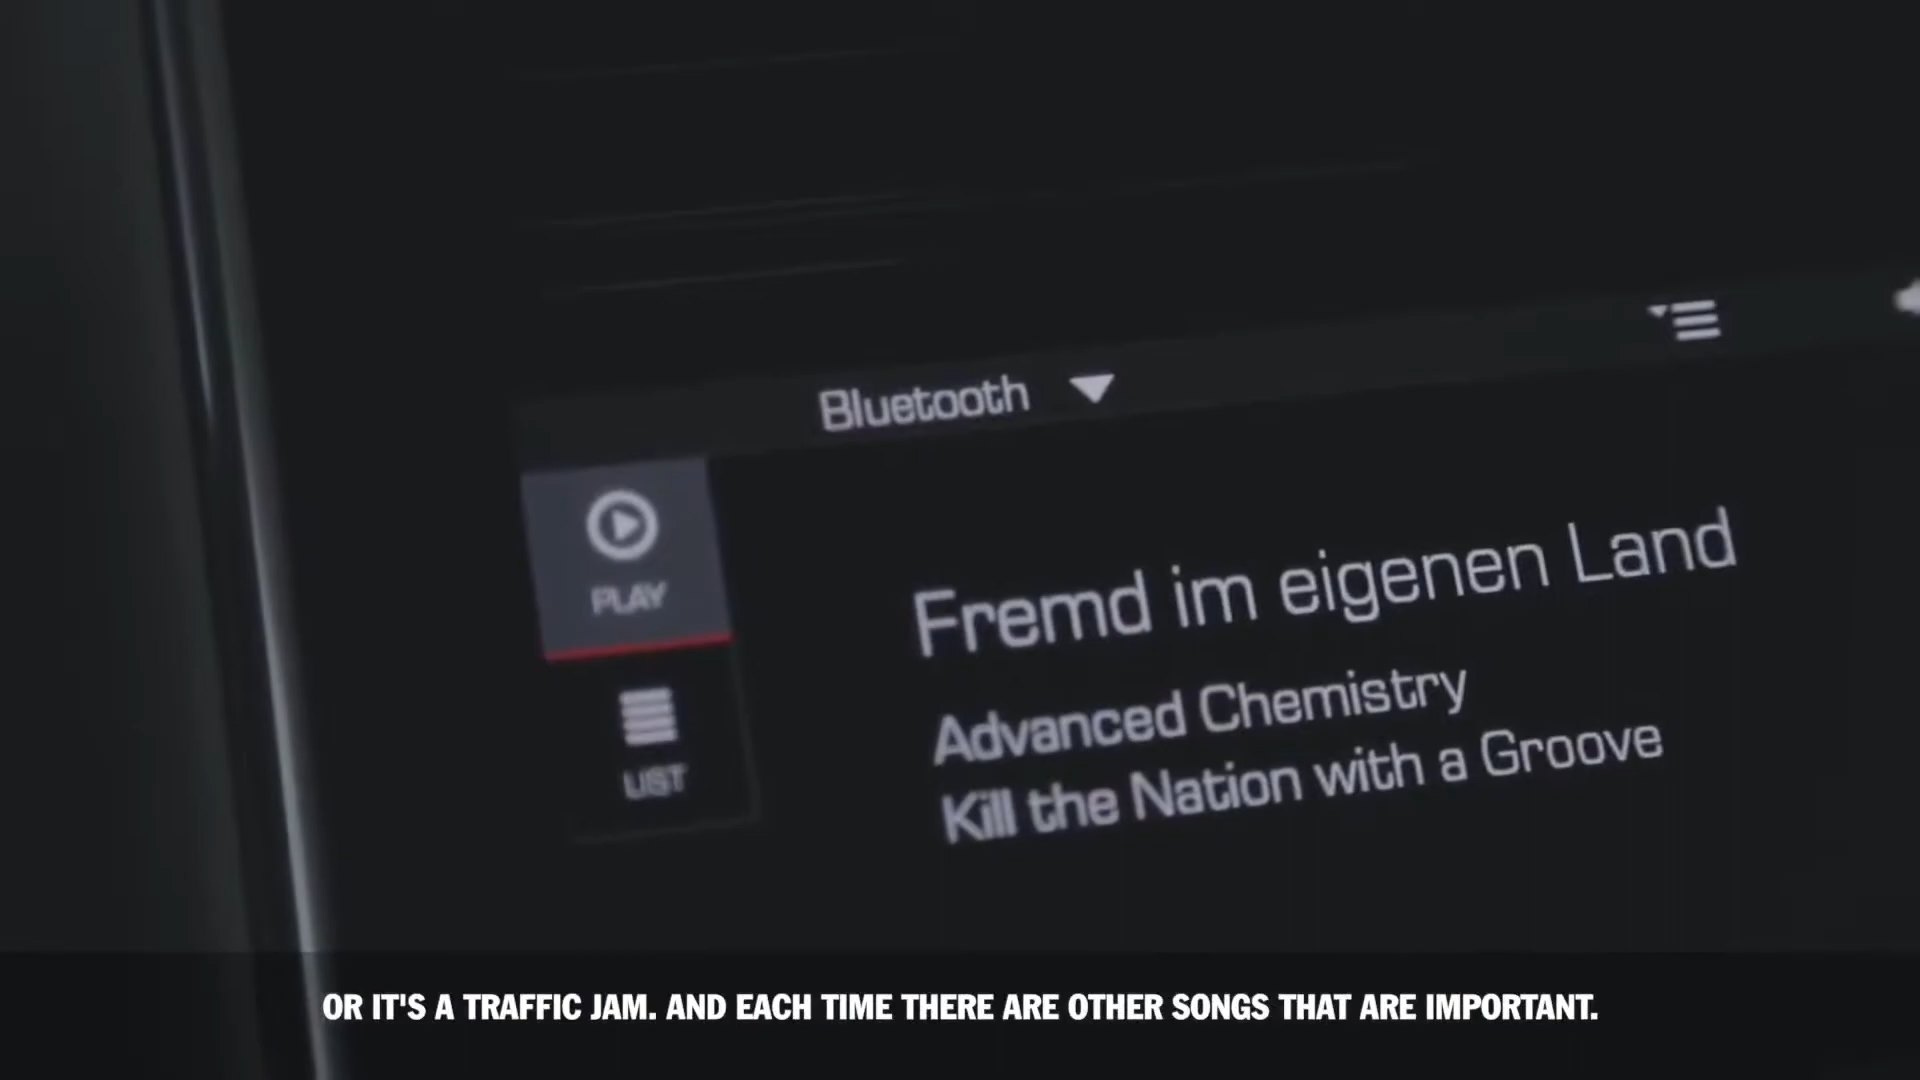 Bluetooth
PLAY
Fremd im eigenen Land
Advanced Chemistry
LIST
Kill the Nation with a Groove
OR IT'S A TRAFFIC JAM. AND EACH TIME THERE ARE OTHER SONGS THAT ARE IMPORTANT.